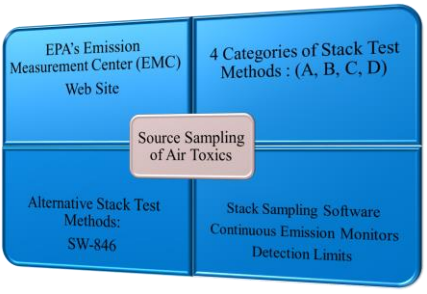 EPA's Emission
Measurement Center (EMC)
Web Site
4 Categories of Stack Test
Methods : (A, B, C, D)
Source Sampling
of Air Toxics
Alternative Stack Test
Methods:
SW-846
Stack Sampling Software
Continuous Emission Monitors
Detection Limits